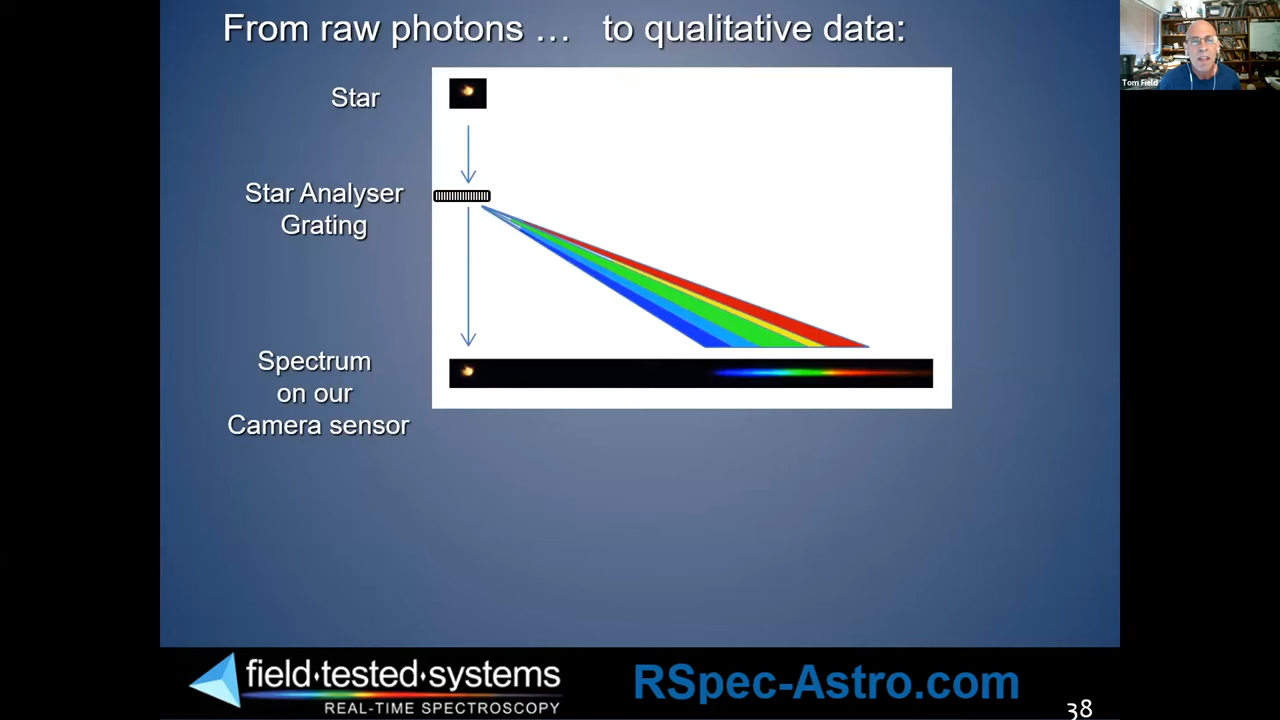 From raw photons … to qualitative data:
Tom Field
Star
Star Analyser
Grating
Spectrum
on our
Camera sensor
field·tested·systems
REAL-TIME SPECTROSCOPY
RSpec-Astro.com
38